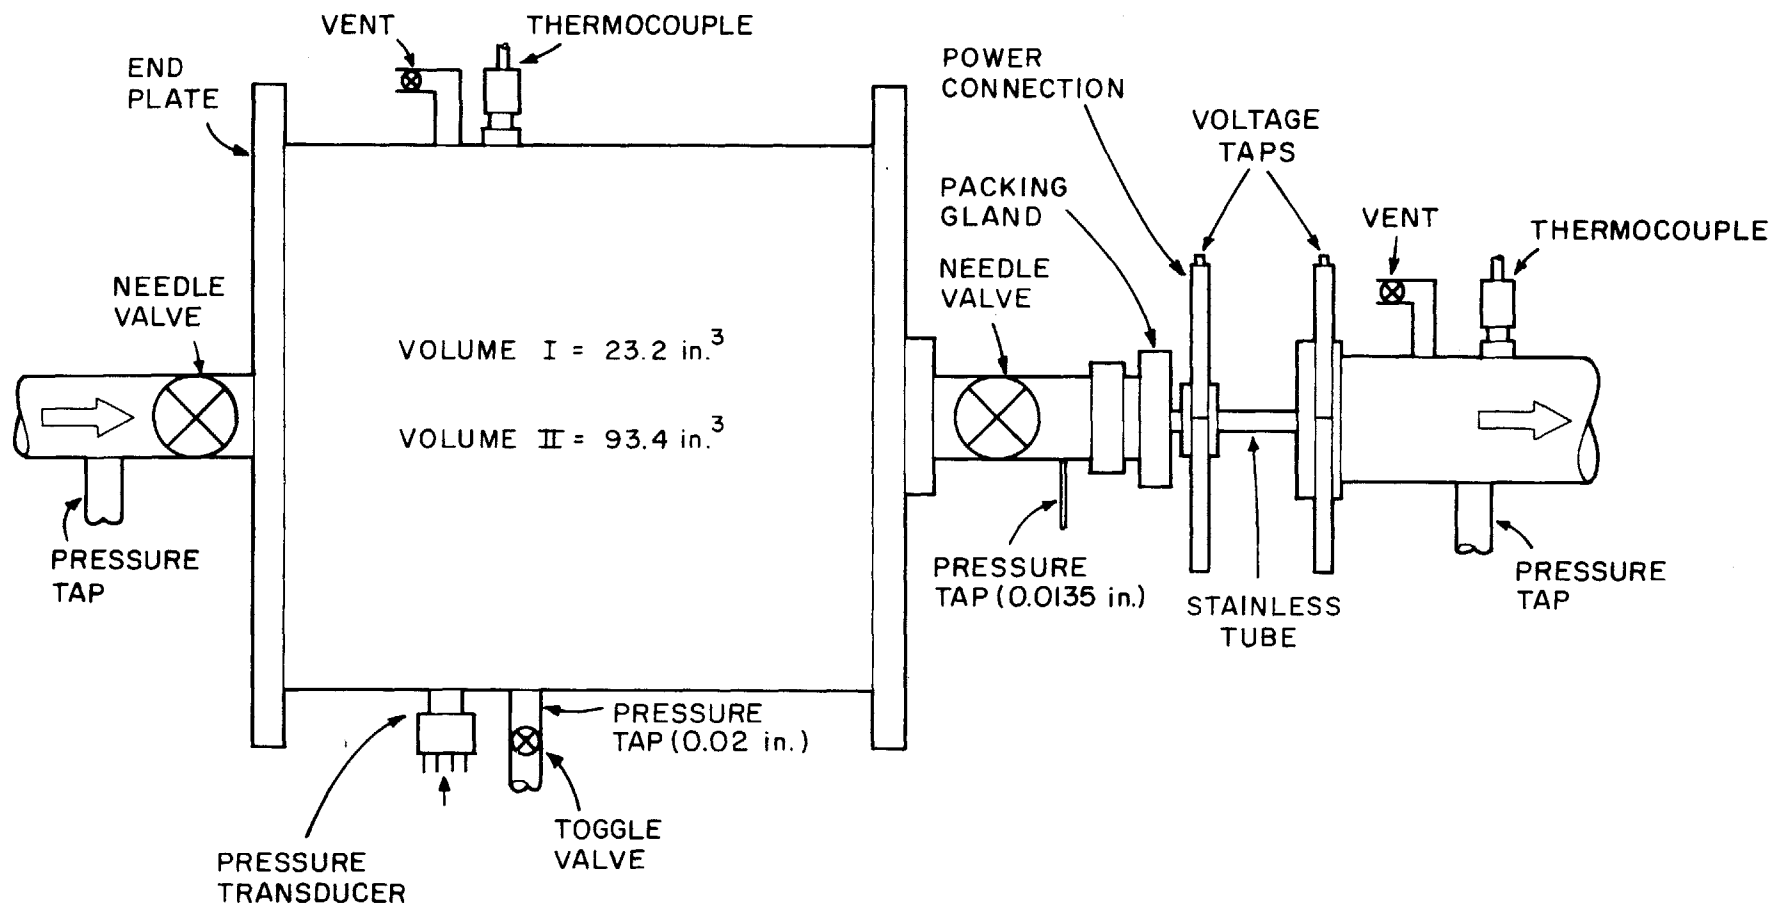 VENT
THERMOCOUPLE
END
PLATE
POWER
CONNECTION
VOLTAGE
TAPS
PACKING
GLAND
VENT
THERMOCOUPLE
NEEDLE
VALVE
NEEDLE
VALVE
VOLUME I = 23.2 in.³
VOLUME II = 93.4 in.³
PRESSURE
TAP
PRESSURE
TAP (0.0135 in.)
STAINLESS
TUBE
PRESSURE
TAP
PRESSURE
TAP (0.02 in.)
TOGGLE
VALVE
PRESSURE
TRANSDUCER